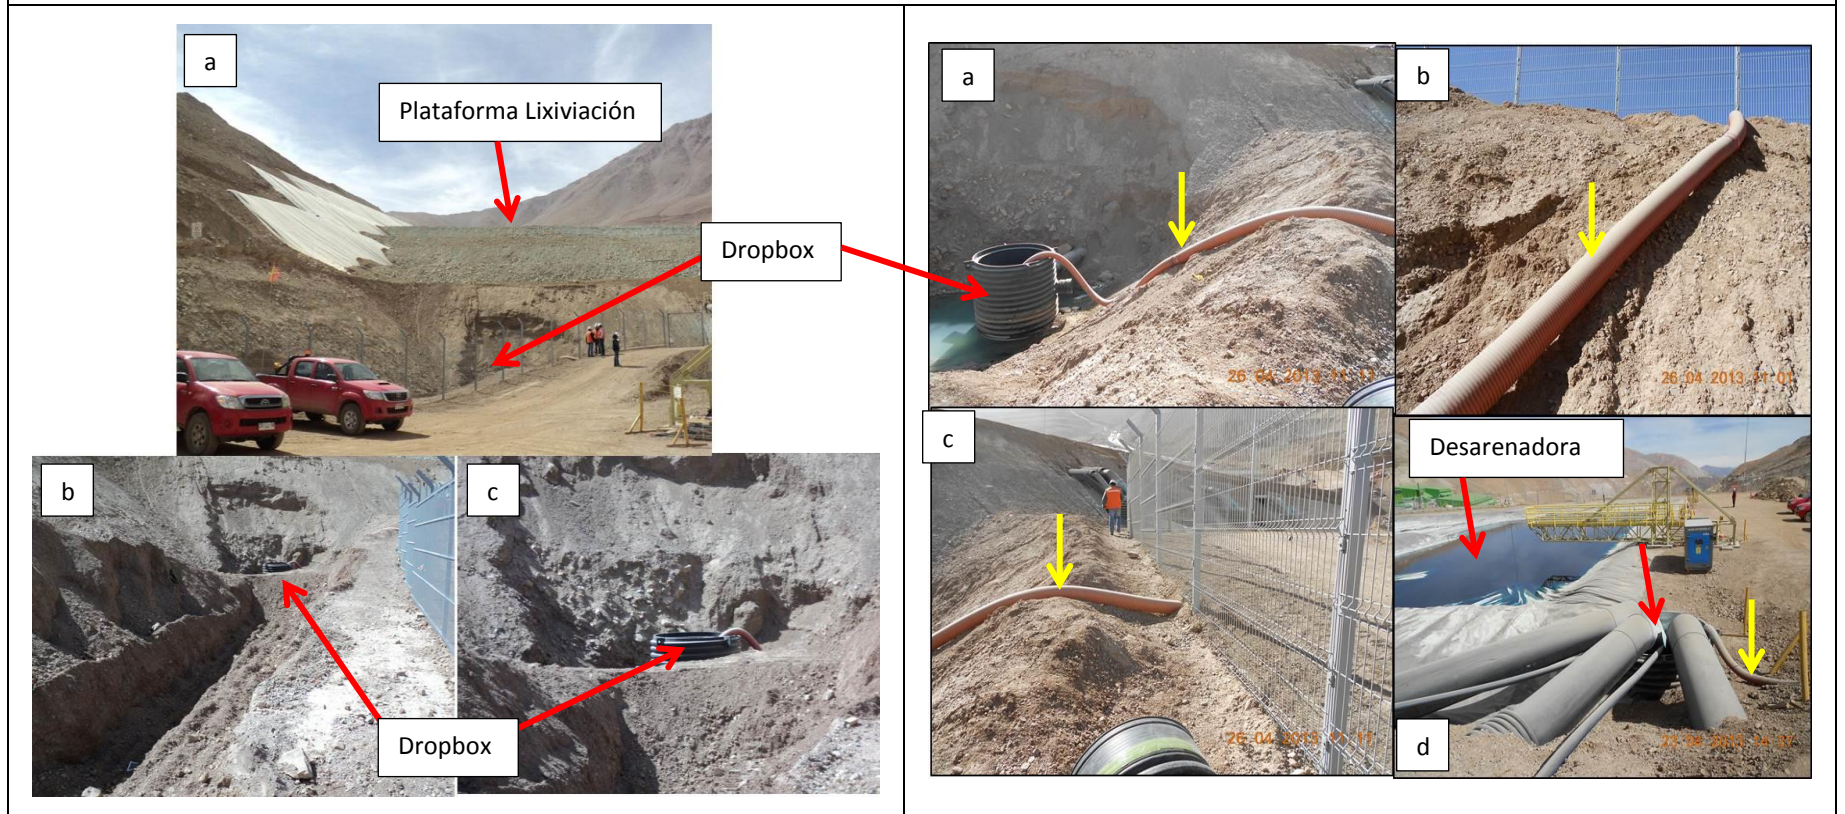 a
Plataforma Lixiviación
Dropbox
b
c
Dropbox
a
26 04 2013 11 11
b
26 04 2013 11 01
c
26 04 2013 11 11
Desarenadora
d